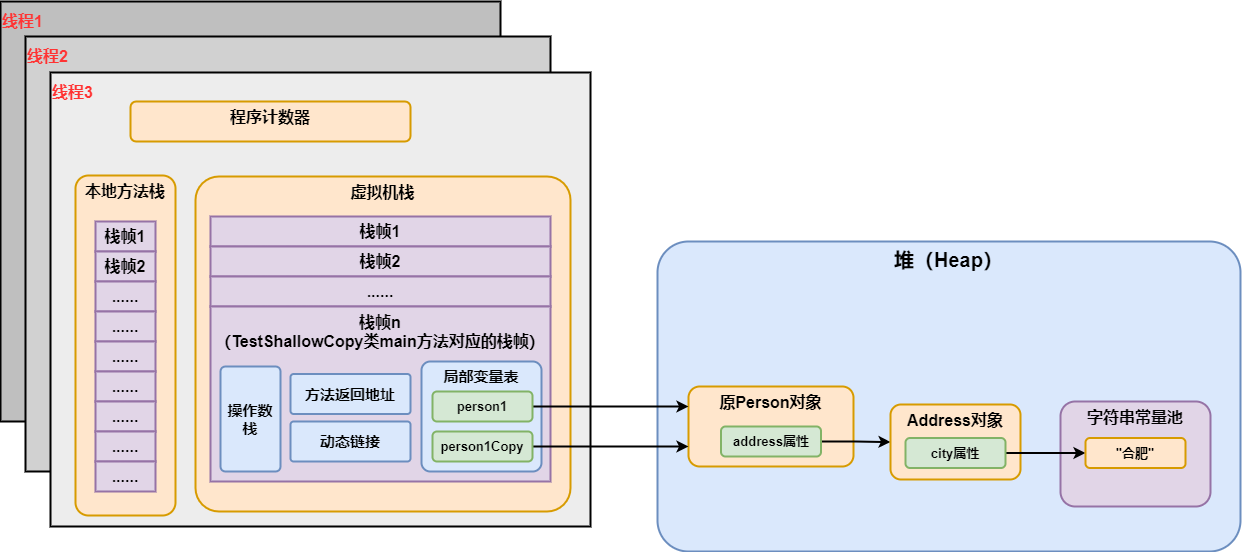 线程1
线程2
线程3
程序计数器
本地方法栈
栈帧1
栈帧2
......
......
......
......
......
......
......
虚拟机栈
栈帧1
栈帧2
......
栈帧n
（TestShallowCopy类main方法对应的栈帧）
操作数
栈
方法返回地址
动态链接
局部变量表
person1
person1Copy
堆（Heap）
原Person对象
address属性
Address对象
city属性
字符串常量池
"合肥"